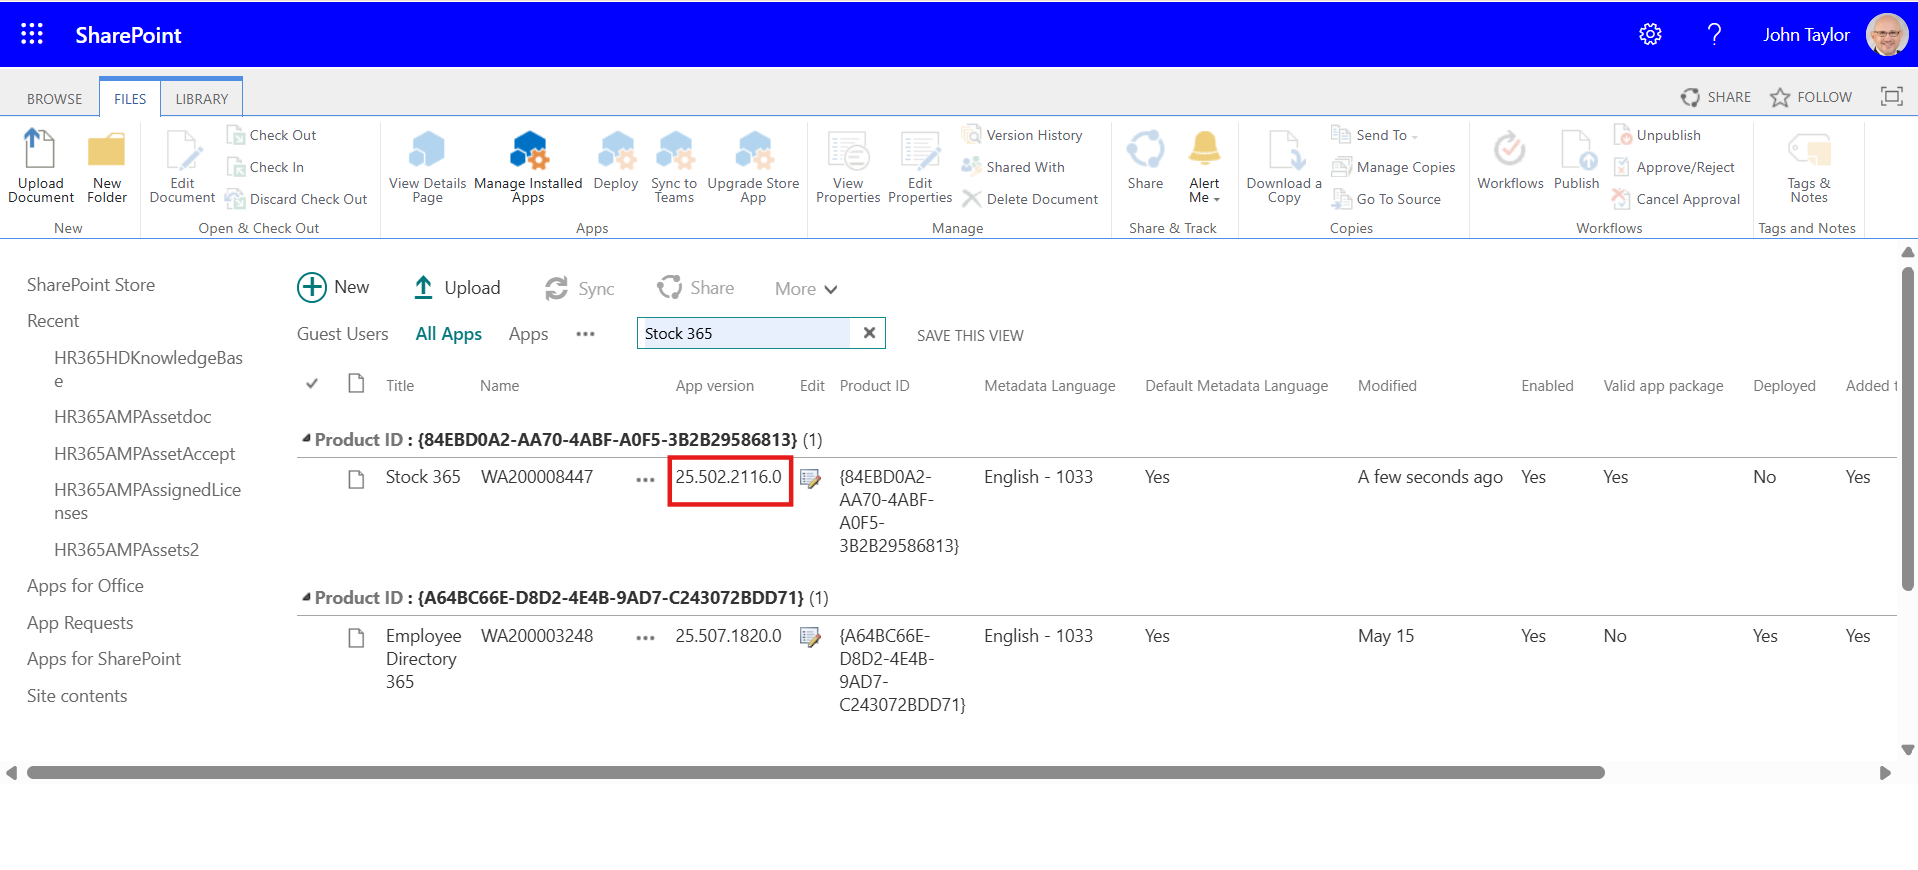 SharePoint
John Taylor
BROWSE FILES LIBRARY
SHARE FOLLOW
Upload Document
New Folder
New
Edit Document
Check Out
Check In
Discard Check Out
Open & Check Out
View Details Page
Manage Installed Apps
Deploy
Sync to Teams
Upgrade Store App
Apps
View Properties
Edit Properties
Version History
Shared With
Delete Document
Manage
Share
Alert Me
Share & Track
Download a Copy
Send To
Manage Copies
Go To Source
Copies
Workflows
Publish
Unpublish
Approve/Reject
Cancel Approval
Workflows
Tags & Notes
Tags and Notes
SharePoint Store
Recent
HR365HDKnowledgeBas
e
HR365AMPAssetdoc
HR365AMPAssetAccept
HR365AMPAssignedLice
nses
HR365AMPAssets2
Apps for Office
App Requests
Apps for SharePoint
Site contents
New Upload Sync Share More
Guest Users All Apps Apps ••• Stock 365 SAVE THIS VIEW
Title Name App version Edit Product ID Metadata Language Default Metadata Language Modified Enabled Valid app package Deployed Added t
Product ID : {84EBD0A2-AA70-4ABF-A0F5-3B2B29586813} (1)
Stock 365 WA200008447 ••• 25.502.2116.0 {84EBD0A2- English - 1033 Yes A few seconds ago Yes Yes No Yes
AA70-4ABF-
A0F5-
3B2B29586813}
Product ID : {A64BC66E-D8D2-4E4B-9AD7-C243072BDD71} (1)
Employee WA200003248 ••• 25.507.1820.0 {A64BC66E- English - 1033 Yes May 15 Yes No Yes Yes
Directory D8D2-4E4B-
365 9AD7-
C243072BDD71}